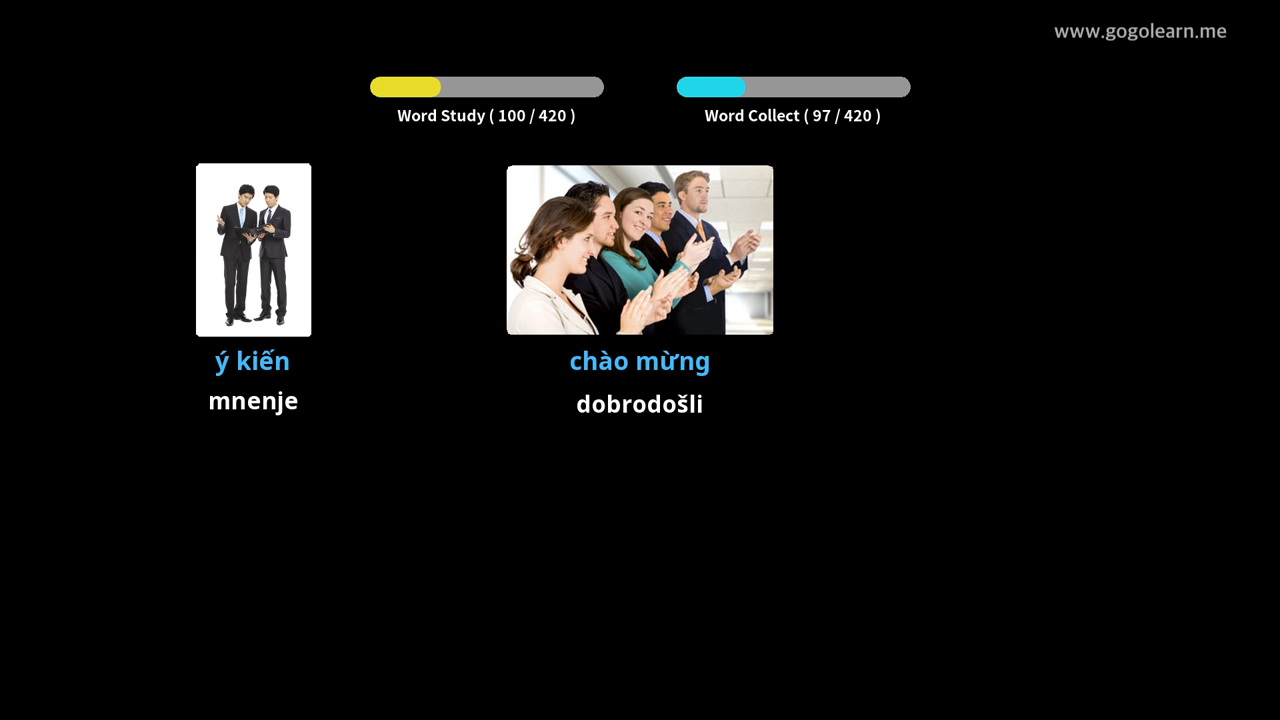 www.gogolearn.me
Word Study ( 100 / 420 )
Word Collect ( 97 / 420 )
ý kiến
mnenje
chào mừng
dobrodošli